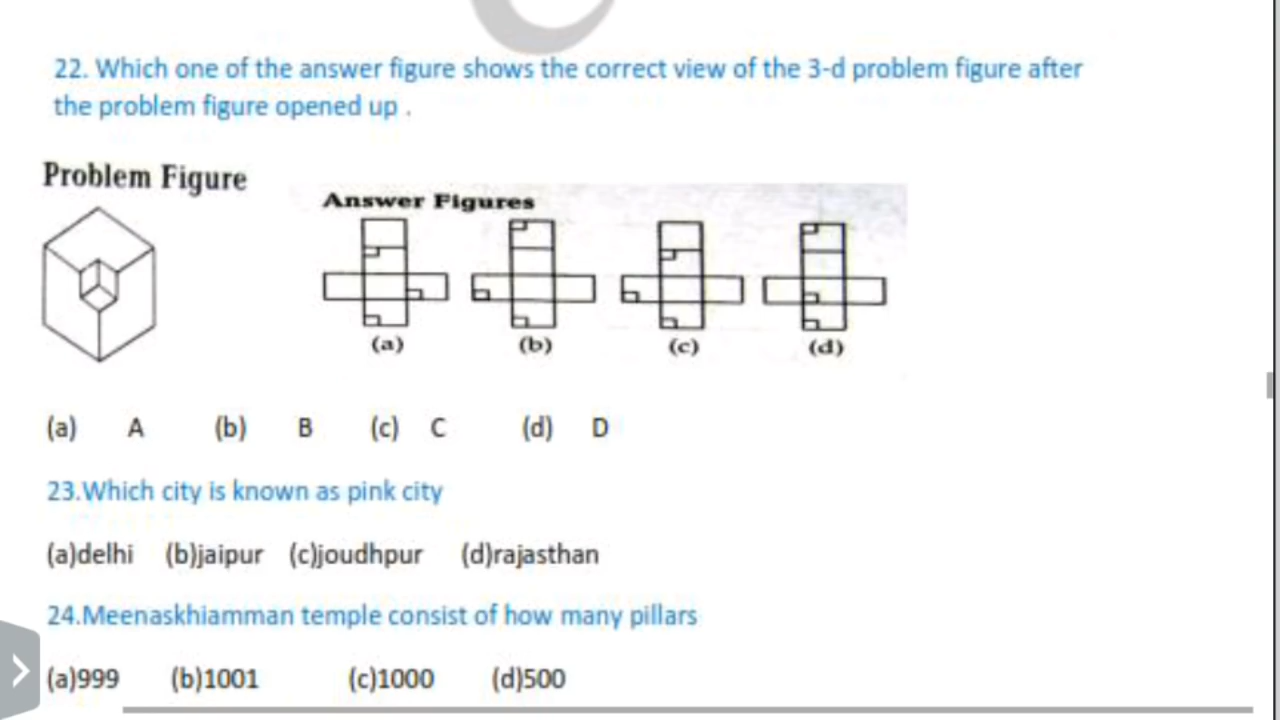 22. Which one of the answer figure shows the correct view of the 3-d problem figure after
the problem figure opened up .
Problem Figure
Answer Figures
(a) (b) (c) (d)
(a) A (b) B (c) C (d) D
23.Which city is known as pink city
(a)delhi (b)jaipur (c)joudhpur (d)rajasthan
24.Meenaskhiamman temple consist of how many pillars
(a)999 (b)1001 (c)1000 (d)500